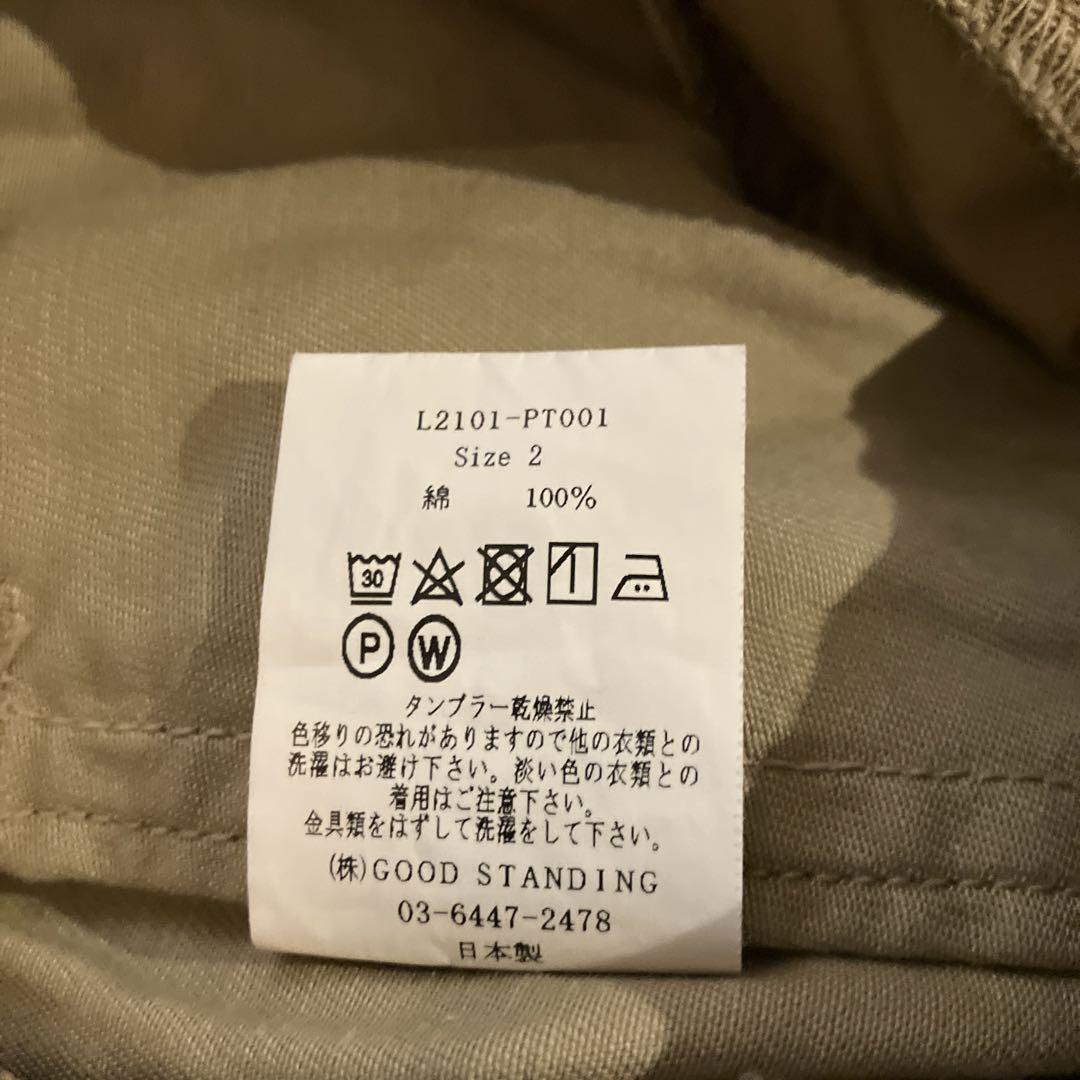 L2101-PT001
Size 2
綿 100%
30
P W
タンブラー乾燥禁止
色移りの恐れがありますので他の衣類との
洗濯はお避け下さい。淡い色の衣類との
着用はご注意下さい。
金具類をはずして洗濯をして下さい。
(株)GOOD STANDING
03-6447-2478
日本製